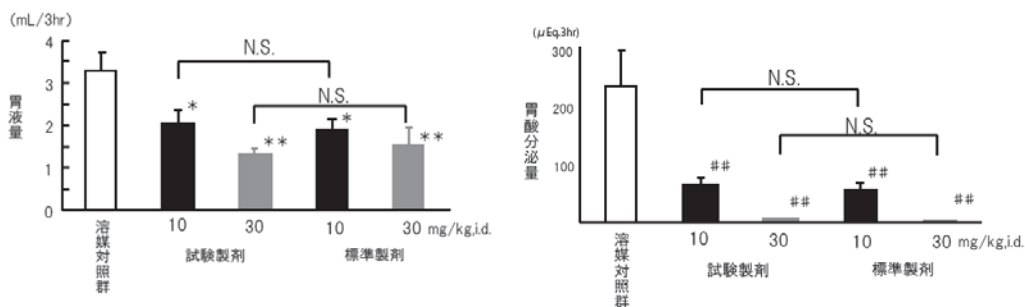 (mL/3hr)
4
3
2
1
0
胃液量
N.S.
N.S.
*
**
*
**
10
30
10
30 mg/kg,i.d.
溶媒対照群
試験製剤
標準製剤
(μEq.3hr)
300
200
100
胃酸分泌量
N.S.
N.S.
##
##
##
##
10
30
10
30 mg/kg,i.d.
溶媒対照群
試験製剤
標準製剤